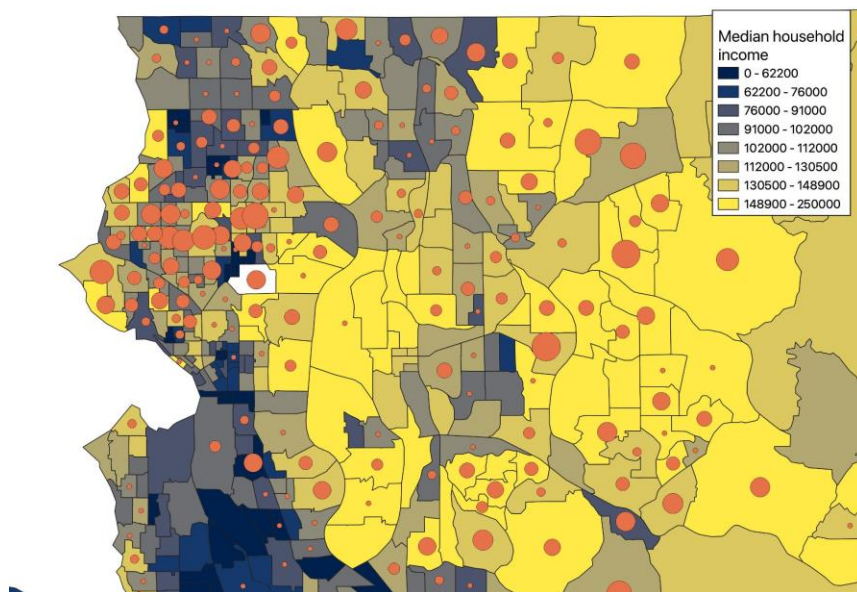 Median household
income
0 - 62200
62200 - 76000
76000 - 91000
91000 - 102000
102000 - 112000
112000 - 130500
130500 - 148900
148900 - 250000